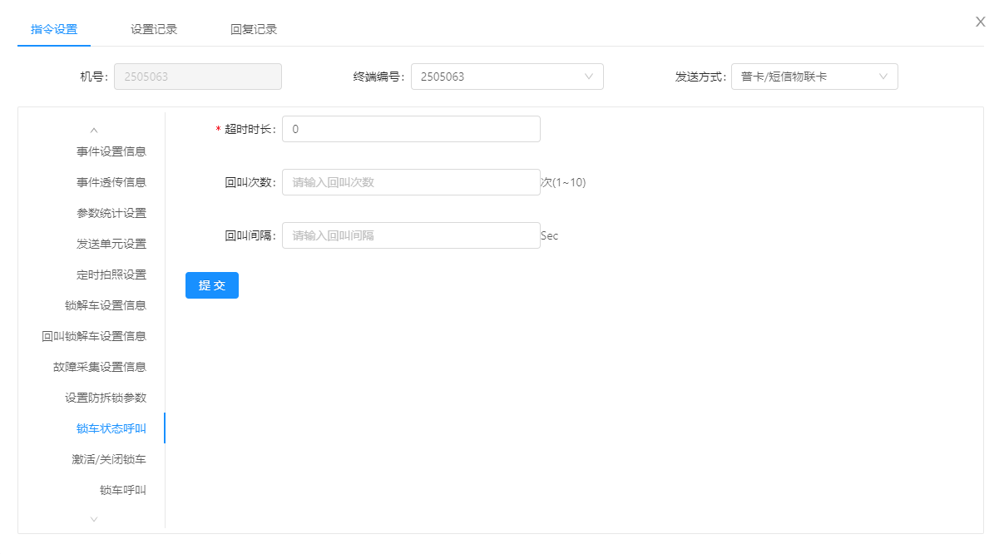 指令设置 设置记录 回复记录 X
机号: 2505063 终端编号: 2505063 发送方式: 普卡/短信物联卡
事件设置信息
事件透传信息
参数统计设置
发送单元设置
定时拍照设置
锁解车设置信息
回叫锁解车设置信息
故障采集设置信息
设置防拆锁参数
锁车状态呼叫
激活/关闭锁车
锁车呼叫
* 超时时长: 0
回叫次数: 请输入回叫次数 次(1~10)
回叫间隔: 请输入回叫间隔 Sec
提 交